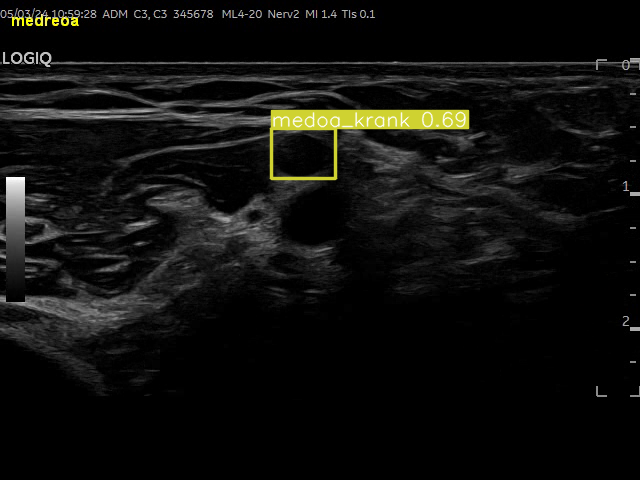 05/03/24 10:59:28 ADM C3, C3 345678 ML4-20 Nerv2 MI 1.4 TIs 0.1
medreoa
LOGIQ
0
medoa_krank 0.69
1
2